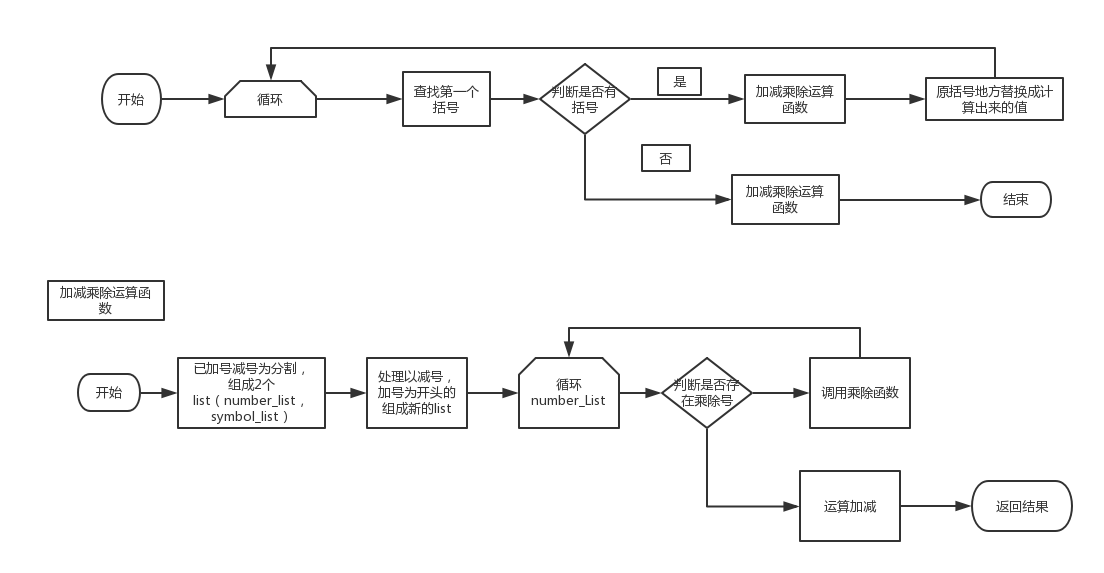 开始
循环
查找第一个
括号
判断是否有
括号
是
加减乘除运算
函数
原括号地方替换成计
算出来的值
否
加减乘除运算
函数
结束
加减乘除运算函
数
开始
已加号减号为分割，
组成2个
list（number_list，
symbol_list）
处理以减号，
加号为开头的
组成新的list
循环
number_List
判断是否存
在乘除号
调用乘除函数
运算加减
返回结果